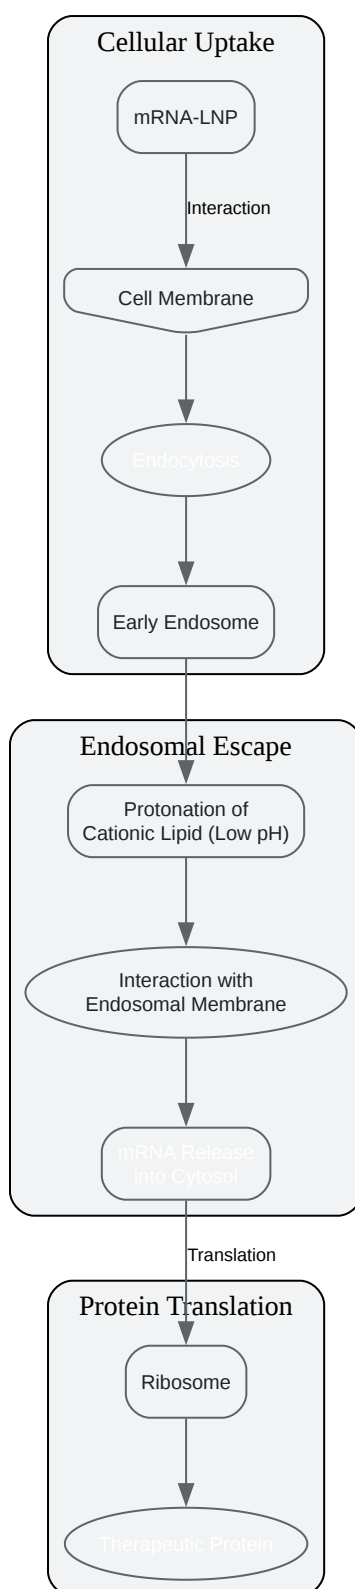 Cellular Uptake
mRNA-LNP
Interaction
Cell Membrane
Endocytosis
Early Endosome
Endosomal Escape
Protonation of
Cationic Lipid (Low pH)
Interaction with
Endosomal Membrane
mRNA Release
into Cytosol
Translation
Protein Translation
Ribosome
Therapeutic Protein